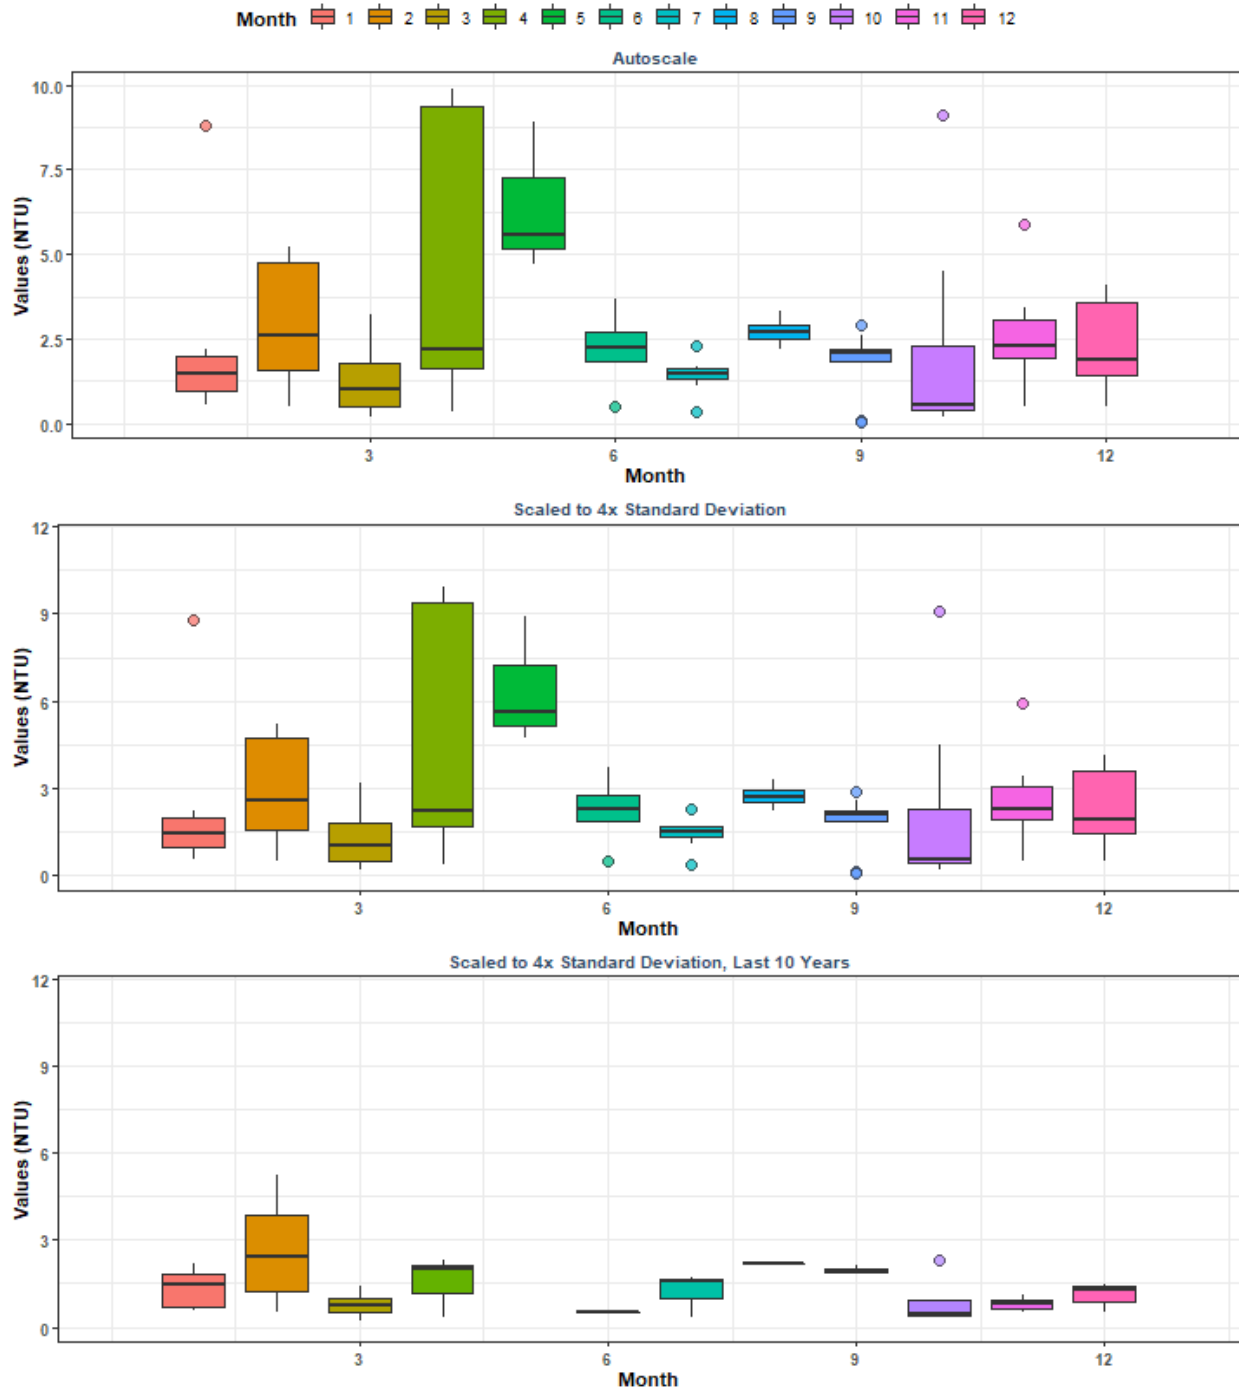 Month 1 2 3 4 5 6 7 8 9 10 11 12
Autoscale
Values (NTU)
10.0
7.5
5.0
2.5
0.0
3 6 9 12
Month
Scaled to 4x Standard Deviation
Values (NTU)
12
9
6
3
0
3 6 9 12
Month
Scaled to 4x Standard Deviation, Last 10 Years
Values (NTU)
12
9
6
3
0
3 6 9 12
Month